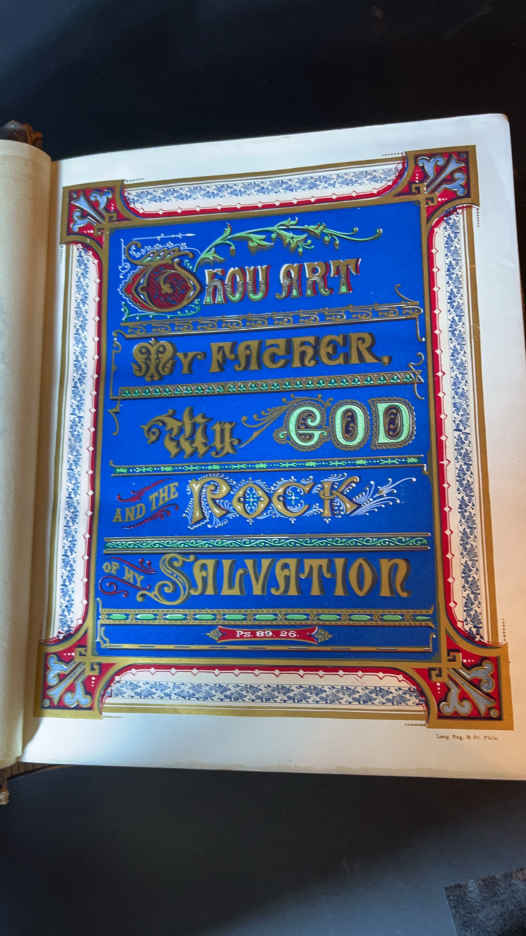 THOU ART
MY FATHER,
My GOD
AND THE ROCK
OF MY SALVATION
Ps. 89. 26.